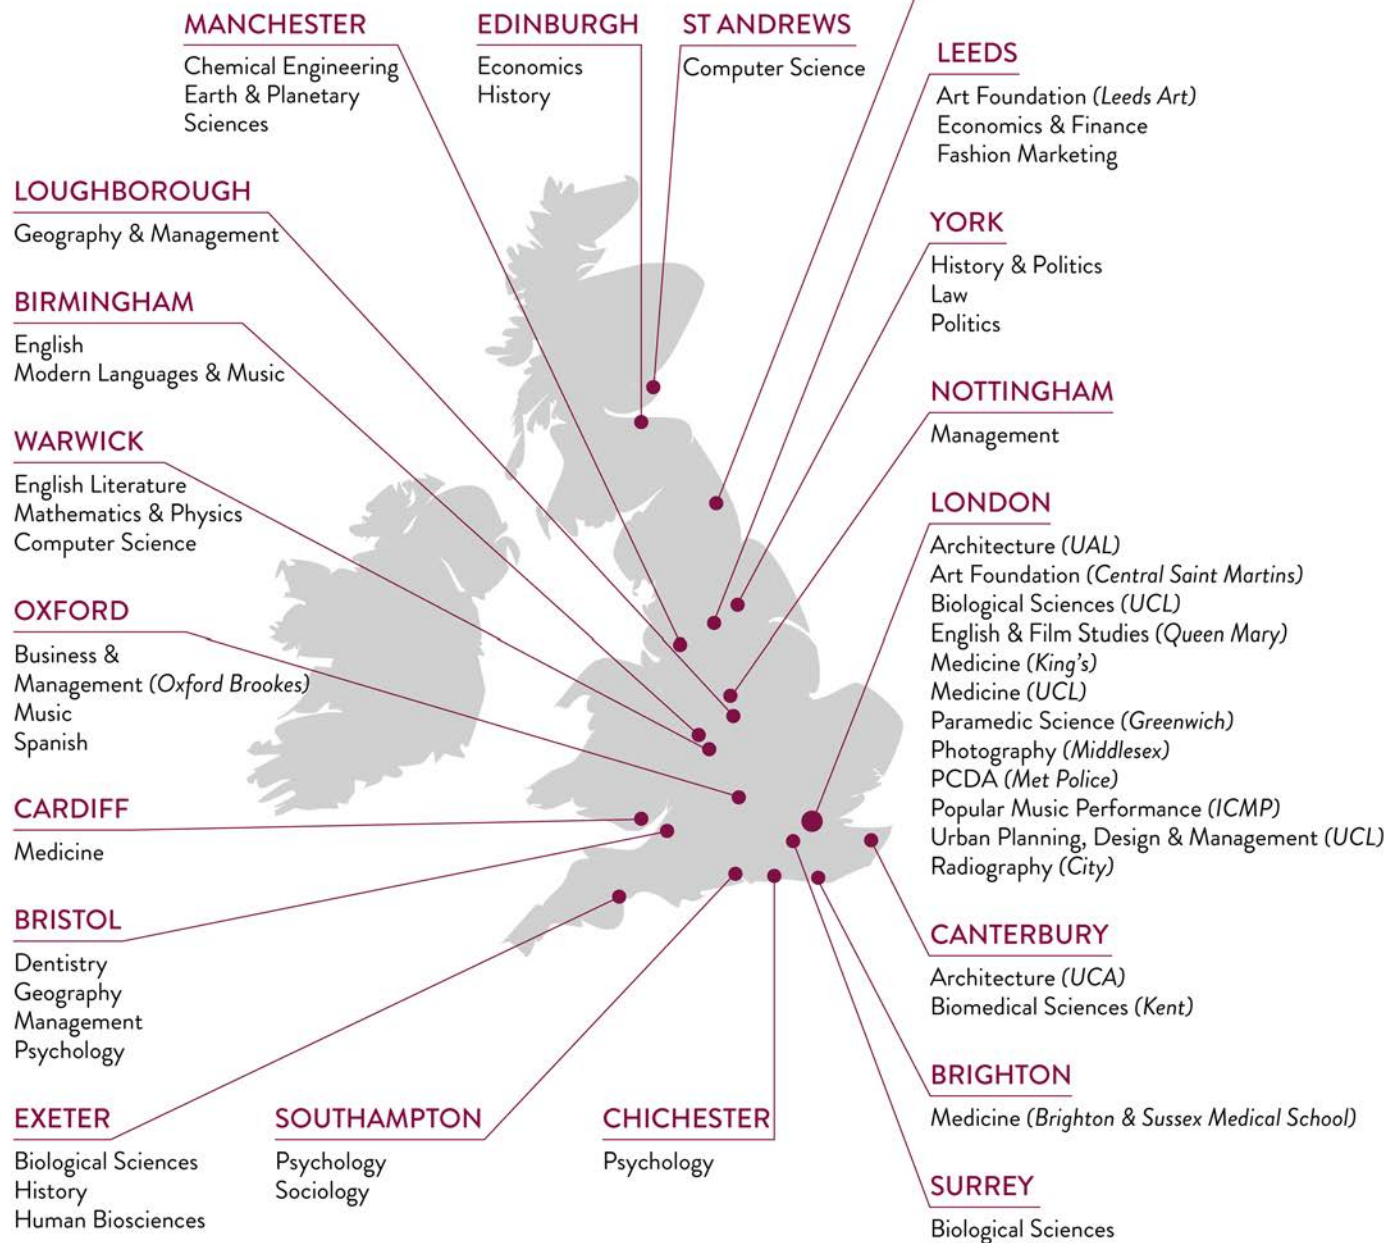 MANCHESTER
Chemical Engineering
Earth & Planetary
Sciences
EDINBURGH
Economics
History
ST ANDREWS
Computer Science
LEEDS
Art Foundation (Leeds Art)
Economics & Finance
Fashion Marketing
LOUGHBOROUGH
Geography & Management
YORK
History & Politics
Law
Politics
BIRMINGHAM
English
Modern Languages & Music
NOTTINGHAM
Management
WARWICK
English Literature
Mathematics & Physics
Computer Science
LONDON
Architecture (UAL)
Art Foundation (Central Saint Martins)
Biological Sciences (UCL)
English & Film Studies (Queen Mary)
Medicine (King's)
Medicine (UCL)
Paramedic Science (Greenwich)
Photography (Middlesex)
PCDA (Met Police)
Popular Music Performance (ICMP)
Urban Planning, Design & Management (UCL)
Radiography (City)
OXFORD
Business &
Management (Oxford Brookes)
Music
Spanish
CARDIFF
Medicine
BRISTOL
Dentistry
Geography
Management
Psychology
CANTERBURY
Architecture (UCA)
Biomedical Sciences (Kent)
BRIGHTON
Medicine (Brighton & Sussex Medical School)
EXETER
Biological Sciences
History
Human Biosciences
SOUTHAMPTON
Psychology
Sociology
CHICHESTER
Psychology
SURREY
Biological Sciences